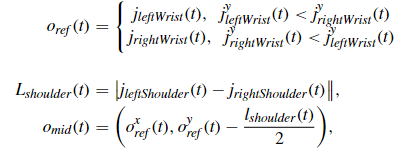 o_ref(t) = { j_leftWrist(t), j^y_leftWrist(t) < j^y_rightWrist(t)
j_rightWrist(t), j^y_rightWrist(t) < j^y_leftWrist(t)
L_shoulder(t) = ‖j_leftShoulder(t) − j_rightShoulder(t)‖,
o_mid(t) = (o^x_ref(t), o^y_ref(t) − l_shoulder(t)/2),